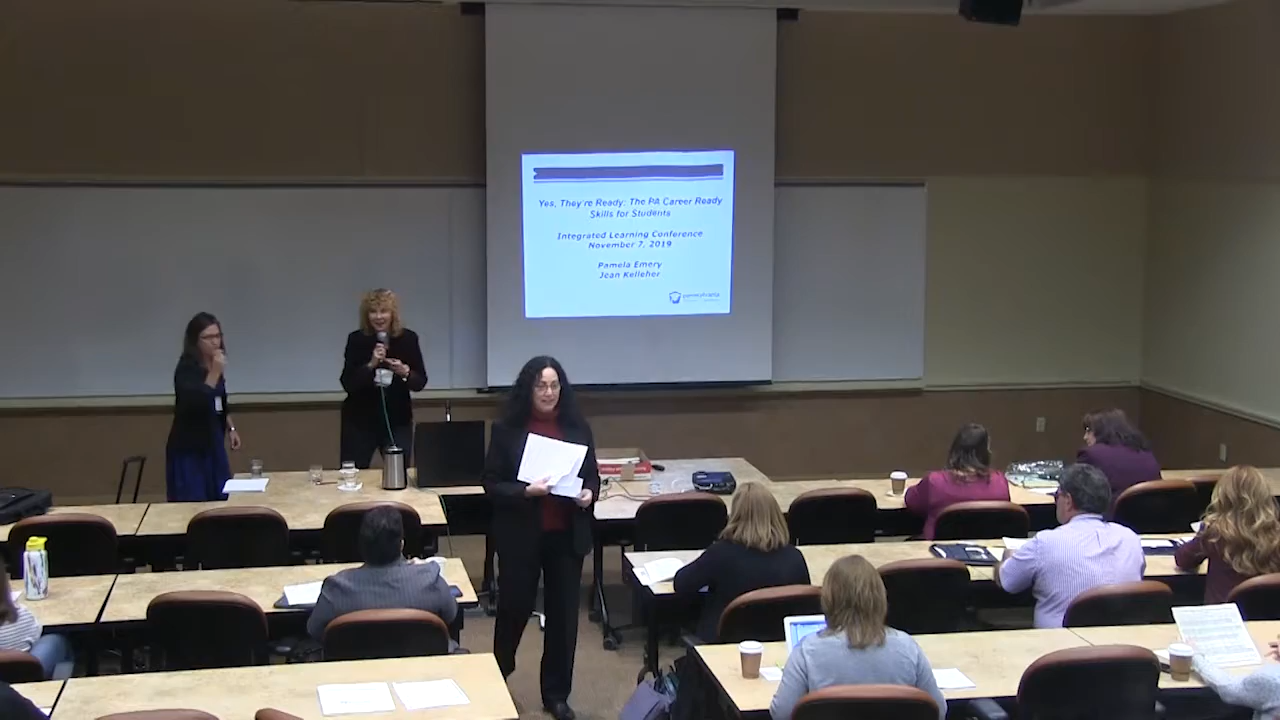 Yes, They're Ready: The PA Career Ready
Skills for Students
Integrated Learning Conference
November 7, 2019
Pamela Emery
Jean Kelleher
pennsylvania